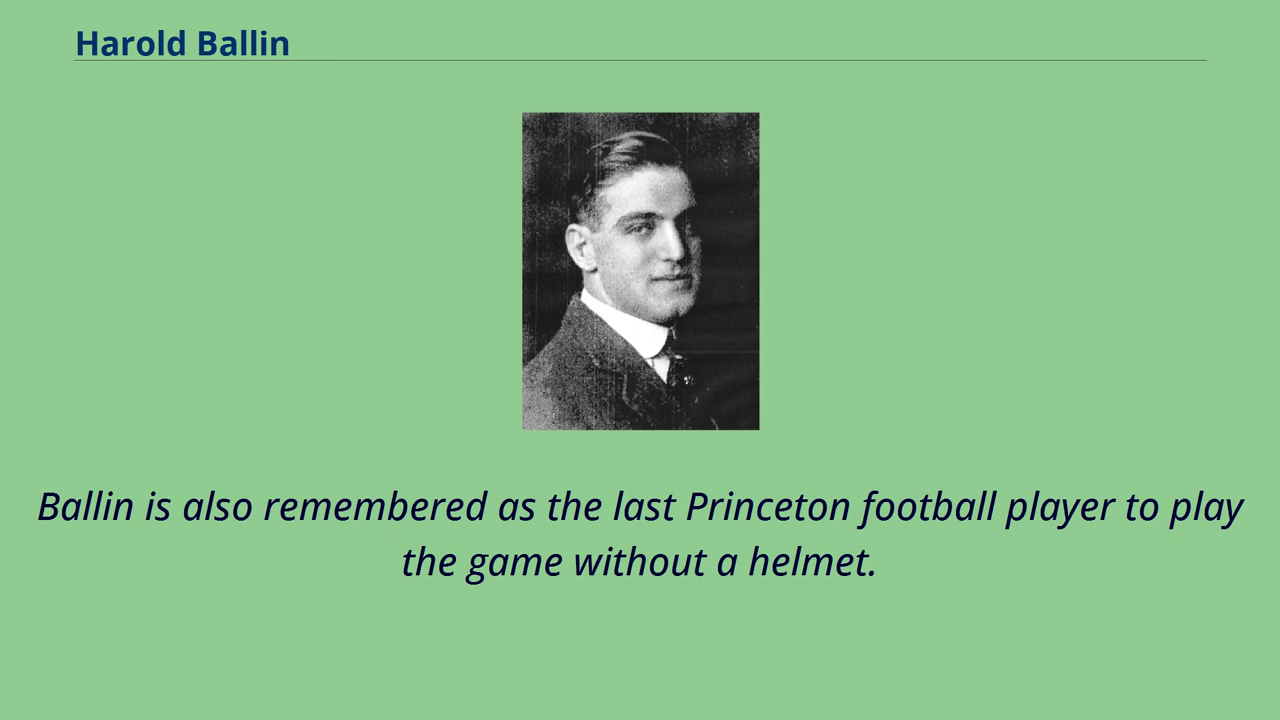 Harold Ballin
Ballin is also remembered as the last Princeton football player to play
the game without a helmet.